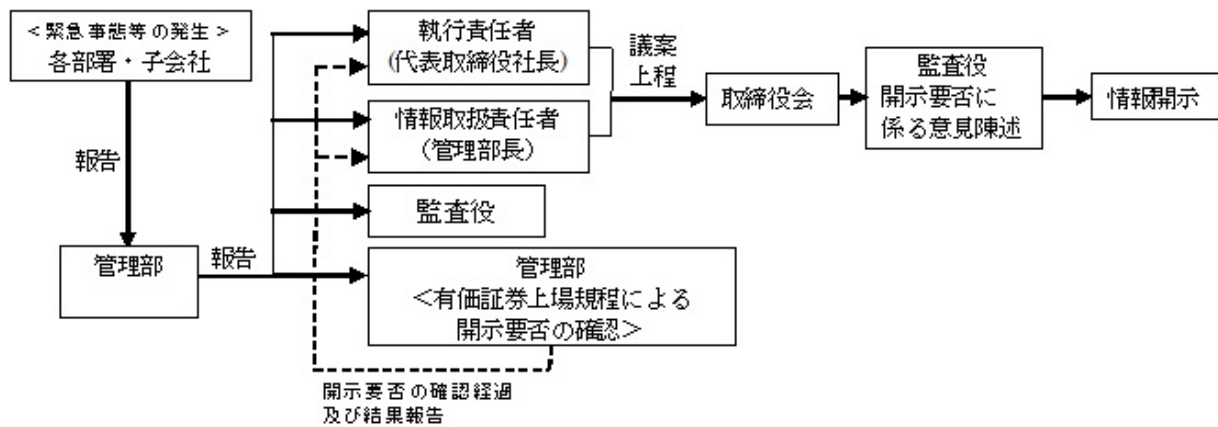 ＜緊急事態等の発生＞
各部署・子会社
報告
管理部
報告
執行責任者
(代表取締役社長)
情報取扱責任者
（管理部長）
監査役
管理部
＜有価証券上場規程による
開示要否の確認＞
開示要否の確認経過
及び結果報告
議案
上程
取締役会
監査役
開示要否に
係る意見陳述
情報開示